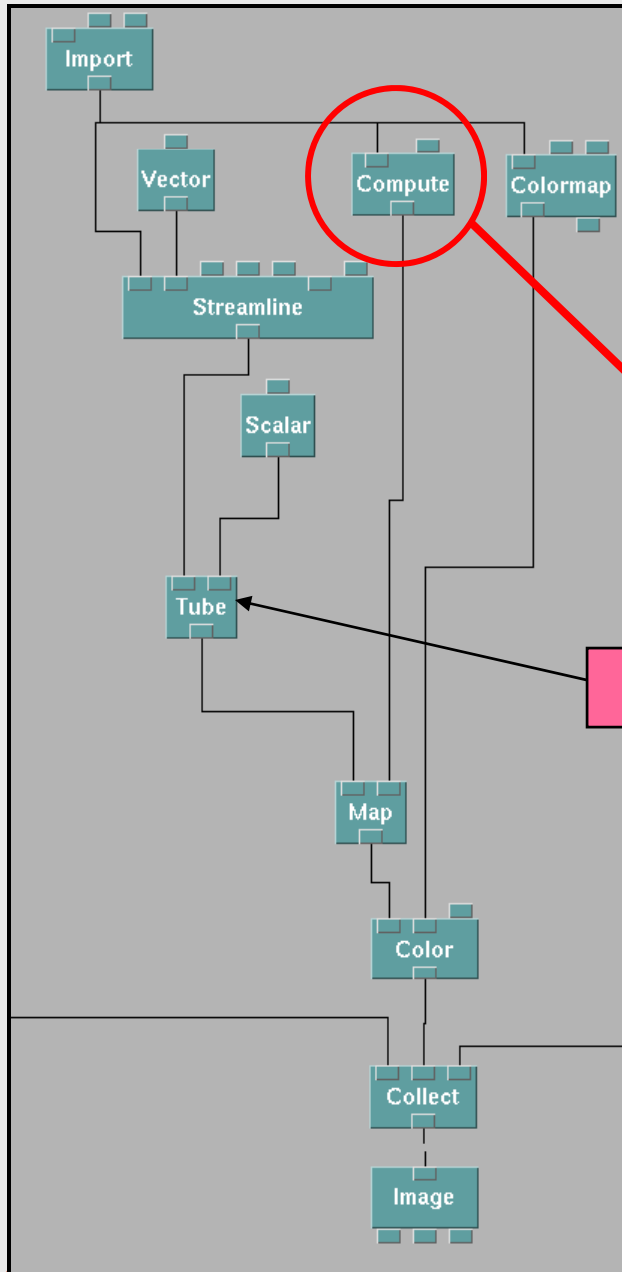 Import
Vector
Compute
Colormap
Streamline
Scalar
Tube
Map
Color
Collect
Image